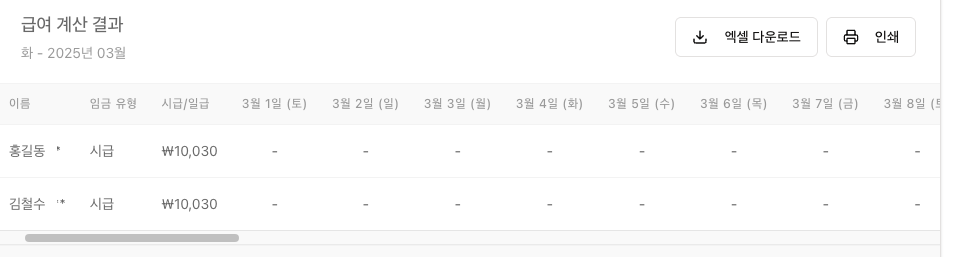 급여 계산 결과
화 - 2025년 03월
엑셀 다운로드 인쇄
이름 임금 유형 시급/일급 3월 1일 (토) 3월 2일 (일) 3월 3일 (월) 3월 4일 (화) 3월 5일 (수) 3월 6일 (목) 3월 7일 (금) 3월 8일
홍길동 시급 ₩10,030 - - - - - - - -
김철수 시급 ₩10,030 - - - - - - - -